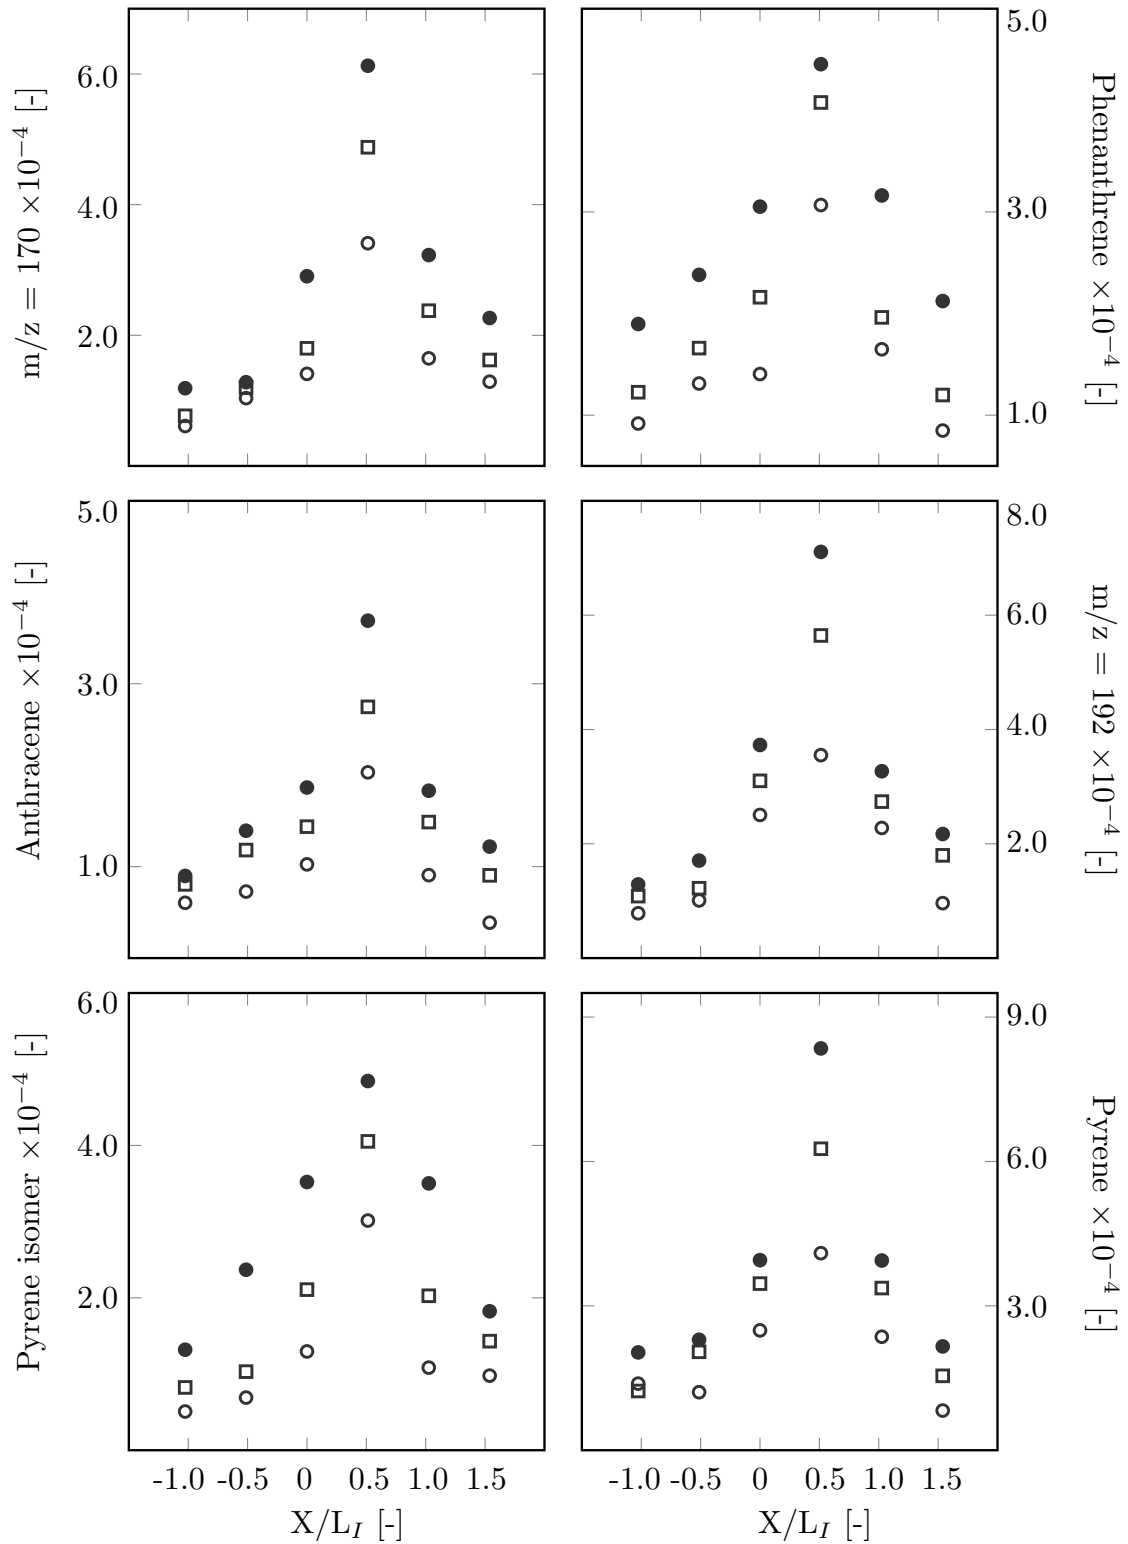 m/z = 170 ×10⁻⁴ [-]
6.0
4.0
2.0
5.0
3.0
1.0
Phenanthrene ×10⁻⁴ [-]
Anthracene ×10⁻⁴ [-]
5.0
3.0
1.0
8.0
6.0
4.0
2.0
m/z = 192 ×10⁻⁴ [-]
Pyrene isomer ×10⁻⁴ [-]
6.0
4.0
2.0
9.0
6.0
3.0
Pyrene ×10⁻⁴ [-]
-1.0 -0.5 0 0.5 1.0 1.5
X/L_I [-]
-1.0 -0.5 0 0.5 1.0 1.5
X/L_I [-]